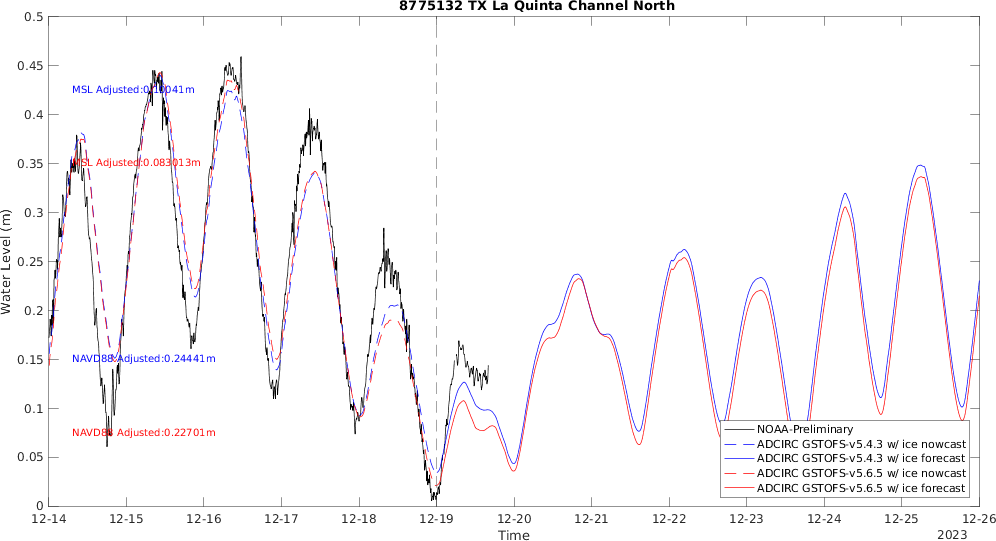 8775132 TX La Quinta Channel North
0.5
0.45
0.4
0.35
0.3
0.25
0.2
0.15
0.1
0.05
0
Water Level (m)
MSL Adjusted:0.10041m
MSL Adjusted:0.083013m
NAVD88 Adjusted:0.24441m
NAVD88 Adjusted:0.22701m
NOAA-Preliminary
ADCIRC GSTOFS-v5.4.3 w/ ice nowcast
ADCIRC GSTOFS-v5.4.3 w/ ice forecast
ADCIRC GSTOFS-v5.6.5 w/ ice nowcast
ADCIRC GSTOFS-v5.6.5 w/ ice forecast
12-14 12-15 12-16 12-17 12-18 12-19 12-20 12-21 12-22 12-23 12-24 12-25 12-26
Time
2023